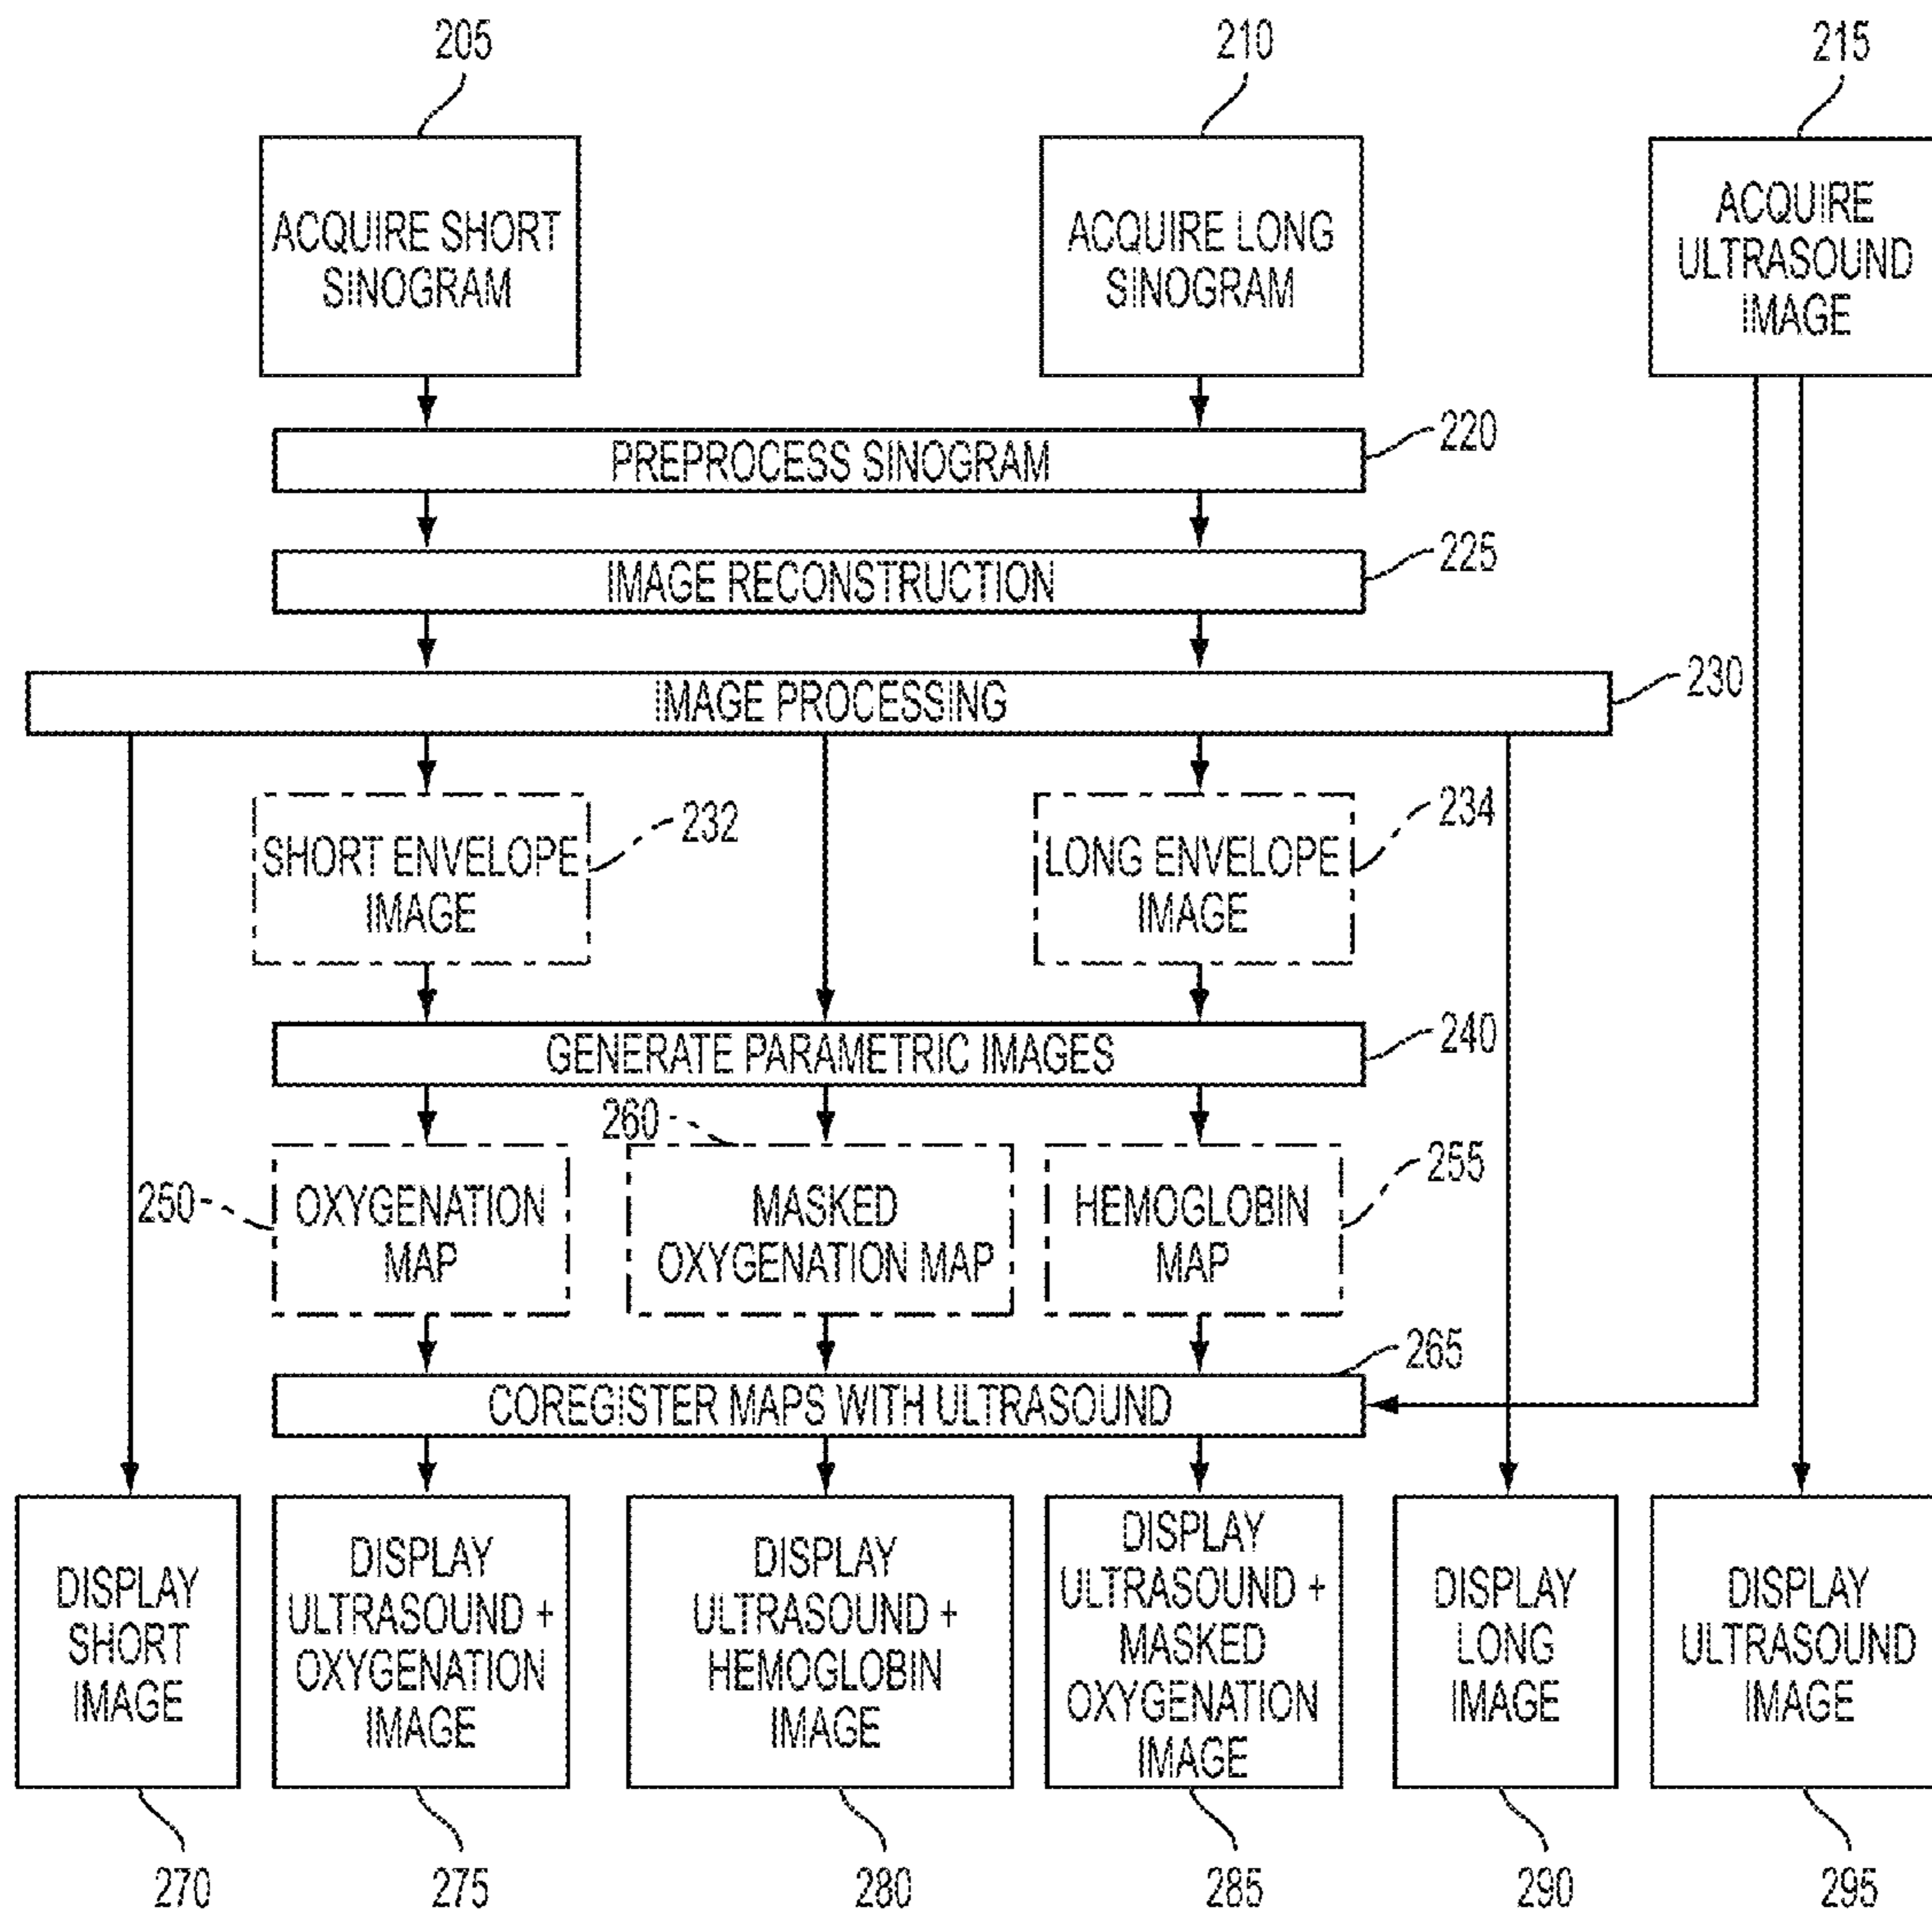 205
210
215
ACQUIRE SHORT
SINOGRAM
ACQUIRE LONG
SINOGRAM
ACQUIRE
ULTRASOUND
IMAGE
PREPROCESS SINOGRAM
220
IMAGE RECONSTRUCTION
225
IMAGE PROCESSING
230
SHORT ENVELOPE
IMAGE
232
LONG ENVELOPE
IMAGE
234
GENERATE PARAMETRIC IMAGES
240
250
OXYGENATION
MAP
260
MASKED
OXYGENATION MAP
HEMOGLOBIN
MAP
255
COREGISTER MAPS WITH ULTRASOUND
265
DISPLAY
SHORT
IMAGE
DISPLAY
ULTRASOUND +
OXYGENATION
IMAGE
DISPLAY
ULTRASOUND +
HEMOGLOBIN
IMAGE
DISPLAY
ULTRASOUND +
MASKED
OXYGENATION
IMAGE
DISPLAY
LONG
IMAGE
DISPLAY
ULTRASOUND
IMAGE
270
275
280
285
290
295